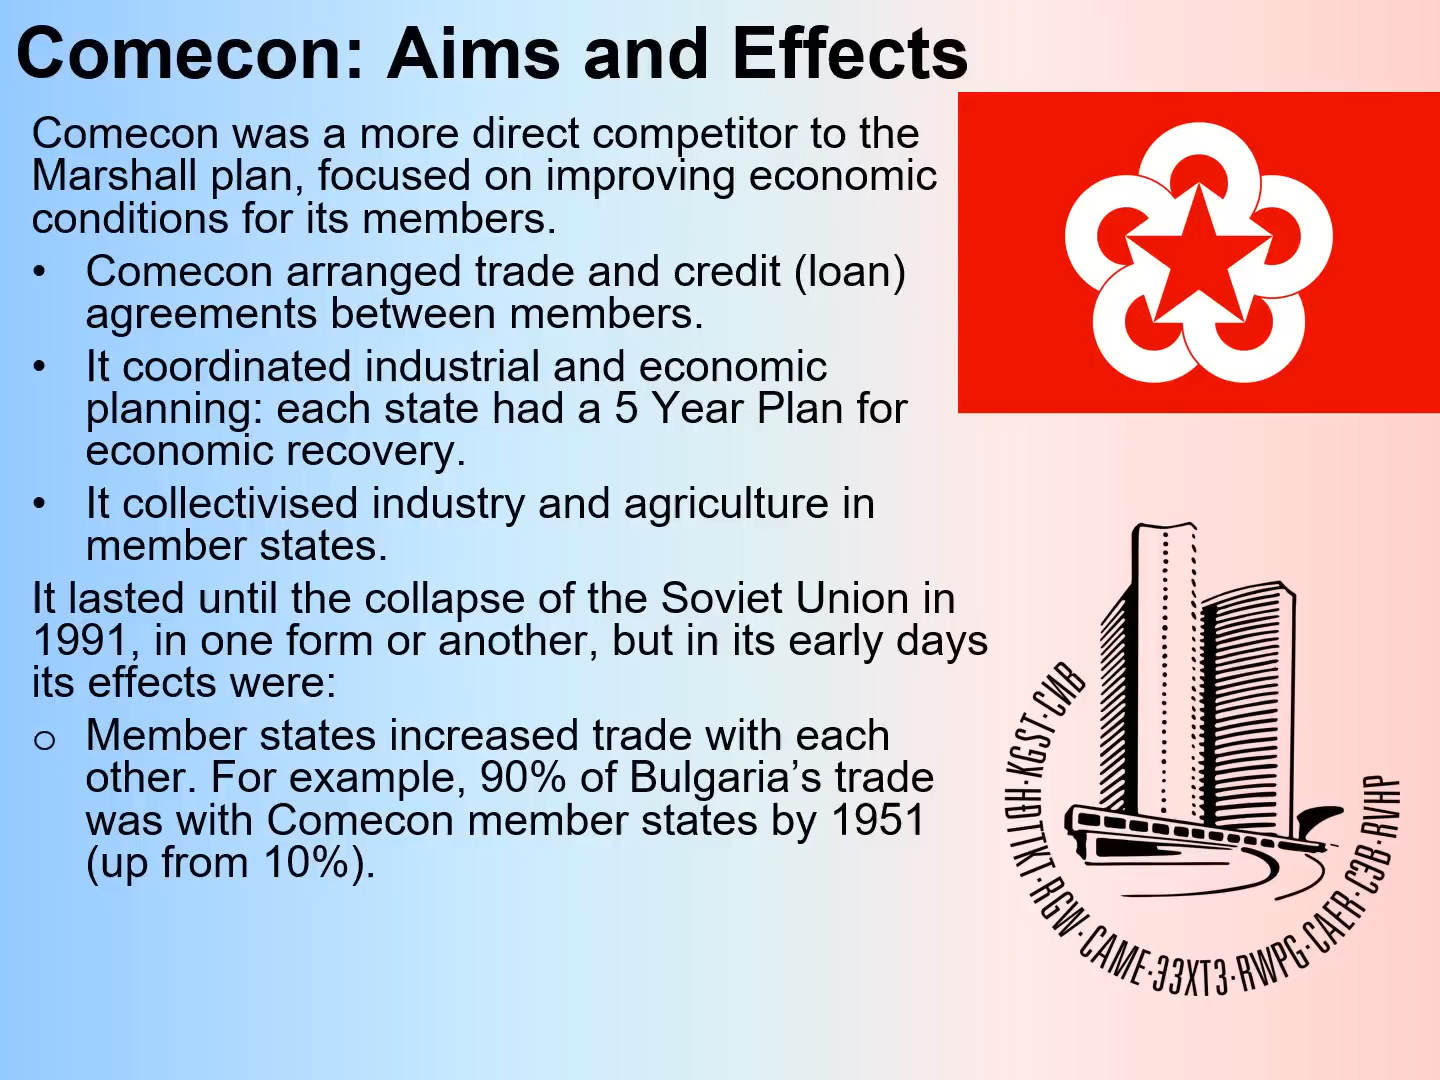 Comecon: Aims and Effects
Comecon was a more direct competitor to the
Marshall plan, focused on improving economic
conditions for its members.
• Comecon arranged trade and credit (loan)
agreements between members.
• It coordinated industrial and economic
planning: each state had a 5 Year Plan for
economic recovery.
• It collectivised industry and agriculture in
member states.
It lasted until the collapse of the Soviet Union in
1991, in one form or another, but in its early days
its effects were:
o Member states increased trade with each
other. For example, 90% of Bulgaria’s trade
was with Comecon member states by 1951
(up from 10%).
HĐTKT·RGW·CAME·ЭЗХТЗ·RWPG·CAER·СЭВ·RVHP
KGST·СИВ